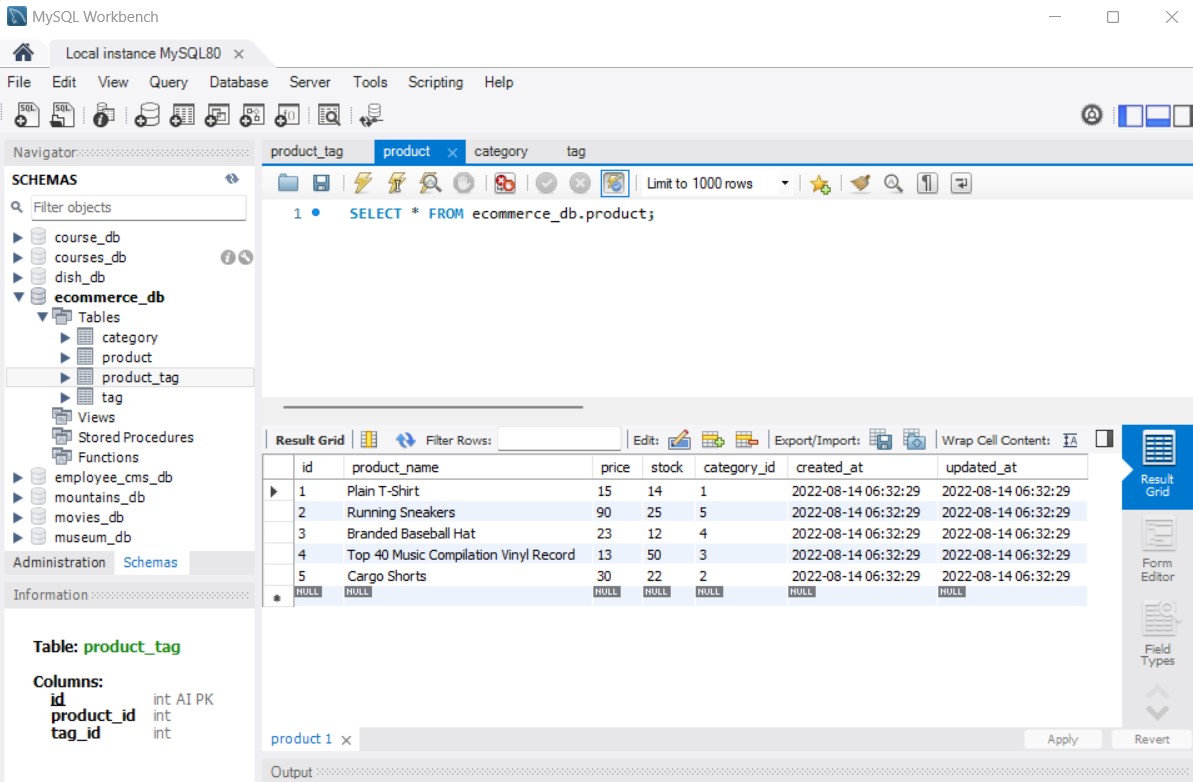 MySQL Workbench
Local instance MySQL80
File Edit View Query Database Server Tools Scripting Help
Navigator
SCHEMAS
Filter objects
course_db
courses_db
dish_db
ecommerce_db
Tables
category
product
product_tag
tag
Views
Stored Procedures
Functions
employee_cms_db
mountains_db
movies_db
museum_db
Administration Schemas
Information
Table: product_tag
Columns:
id int AI PK
product_id int
tag_id int
product_tag product category tag
Limit to 1000 rows
1 SELECT * FROM ecommerce_db.product;
Result Grid Filter Rows: Edit: Export/Import: Wrap Cell Content:
id product_name price stock category_id created_at updated_at
1 Plain T-Shirt 15 14 1 2022-08-14 06:32:29 2022-08-14 06:32:29
2 Running Sneakers 90 25 5 2022-08-14 06:32:29 2022-08-14 06:32:29
3 Branded Baseball Hat 23 12 4 2022-08-14 06:32:29 2022-08-14 06:32:29
4 Top 40 Music Compilation Vinyl Record 13 50 3 2022-08-14 06:32:29 2022-08-14 06:32:29
5 Cargo Shorts 30 22 2 2022-08-14 06:32:29 2022-08-14 06:32:29
NULL NULL NULL NULL NULL NULL NULL
Result
Grid
Form
Editor
Field
Types
product 1
Apply Revert
Output